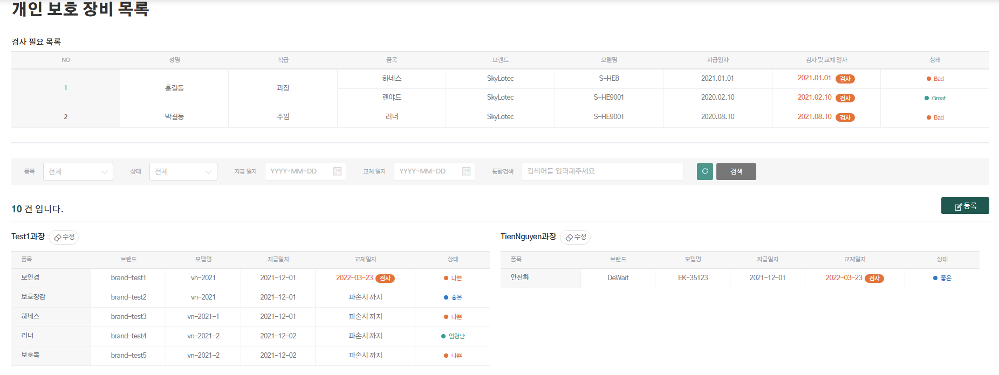 개인 보호 장비 목록
검사 필요 목록
NO 성명 직급 품목 브랜드 모델명 지급일자 검사 및 교체 일자 상태
1 홍길동 과장 하네스 SkyLotec S-HE8 2021.01.01 2021.01.01 검사 Bad
랜야드 SkyLotec S-HE9001 2020.02.10 2021.02.10 검사 Great
2 박길동 주임 러너 SkyLotec S-HE9001 2020.08.10 2021.08.10 검사 Bad
품목 전체 상태 전체 지급 일자 YYYY-MM-DD 교체 일자 YYYY-MM-DD 통합검색 검색어를 입력해주세요 검색
10 건 입니다.
등록
Test1과장 수정
품목 브랜드 모델명 지급일자 교체일자 상태
보안경 brand-test1 vn-2021 2021-12-01 2022-03-23 검사 나쁜
보호장갑 brand-test2 vn-2021 2021-12-01 파손시 까지 좋은
하네스 brand-test3 vn-2021-1 2021-12-01 파손시 까지 나쁜
러너 brand-test4 vn-2021-2 2021-12-02 파손시 까지 엄청난
보호복 brand-test5 vn-2021-2 2021-12-02 파손시 까지 나쁜
TienNguyen과장 수정
품목 브랜드 모델명 지급일자 교체일자 상태
안전화 DeWait EK-35123 2021-12-01 2022-03-23 검사 좋은